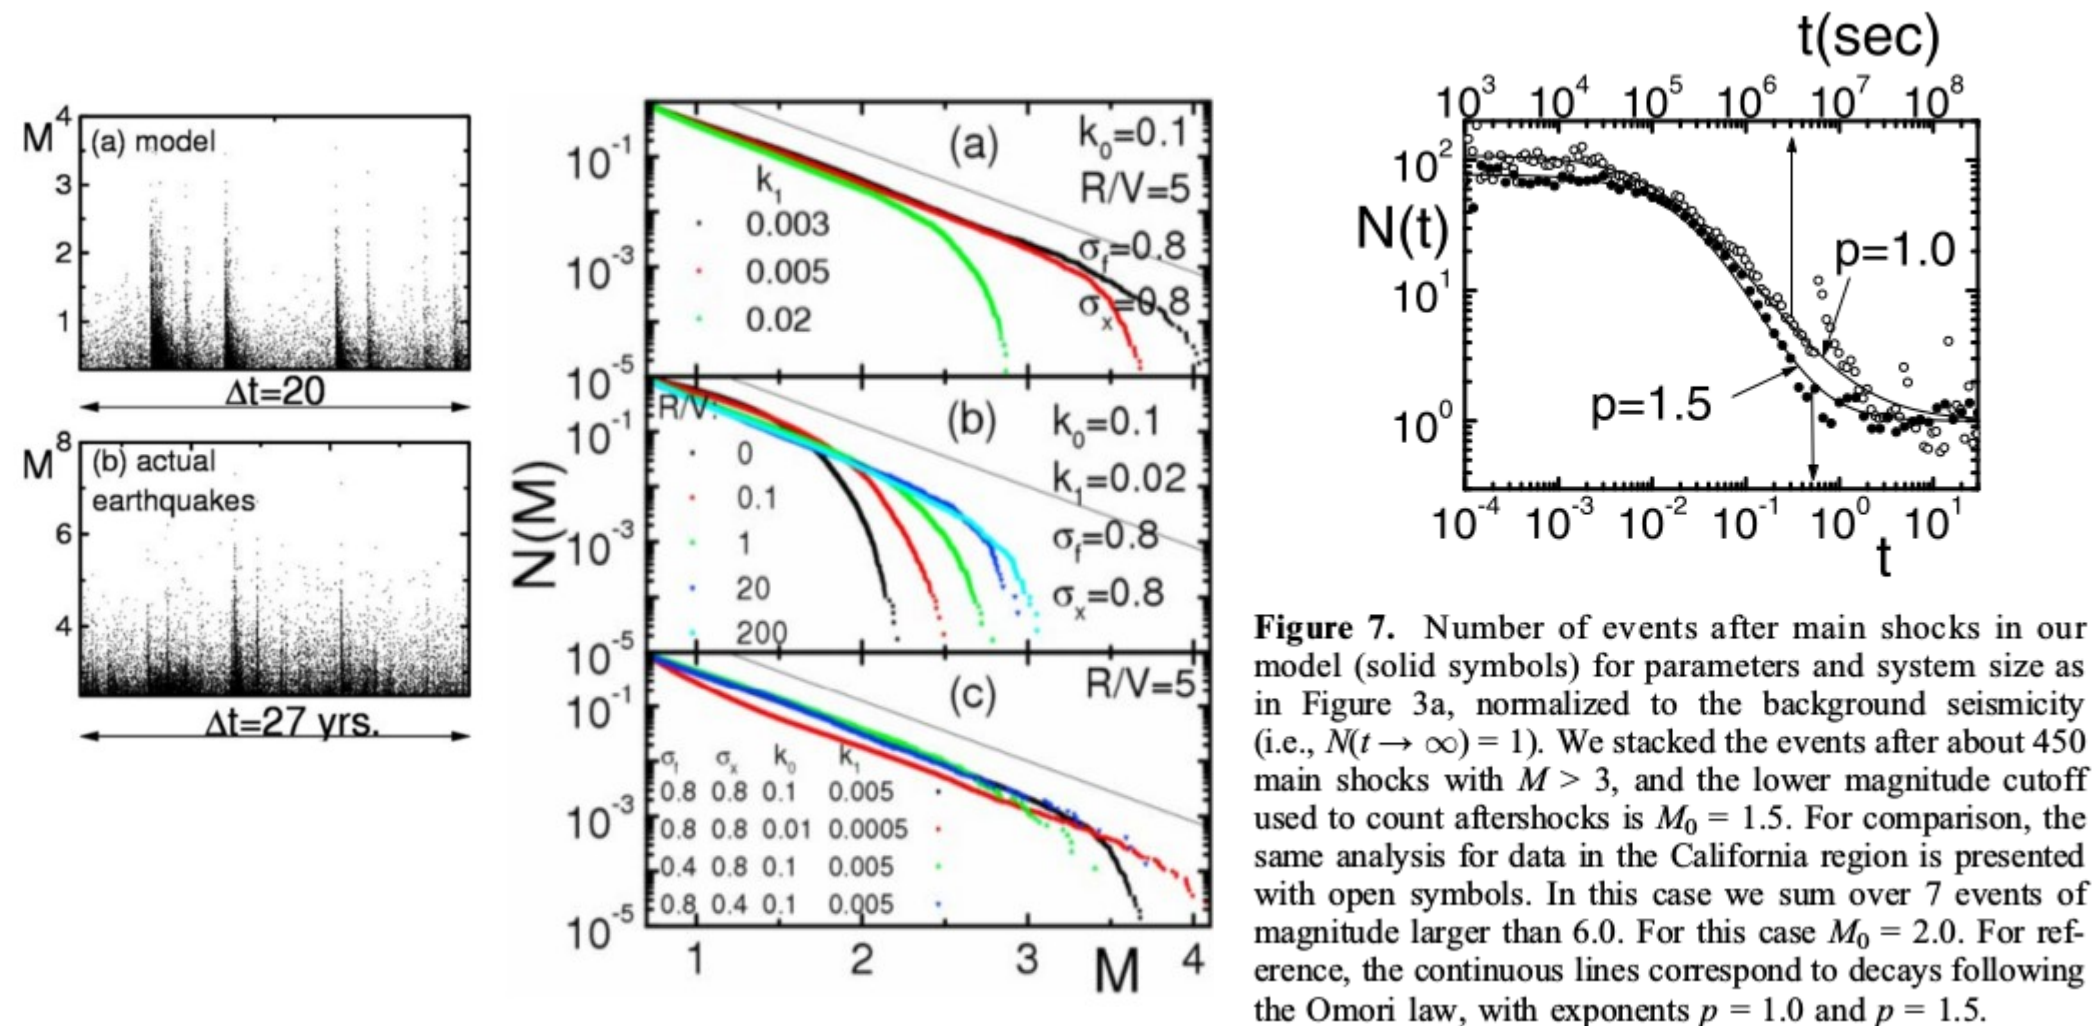 M
4
(a) model
3
2
1
Δt=20
M
8
(b) actual
earthquakes
6
4
Δt=27 yrs.
N(M)
10^-1
10^-3
10^-5
(a)
k_0=0.1
R/V=5
σ_f=0.8
σ_x=0.8
k_1
0.003
0.005
0.02
10^-1
10^-3
10^-5
(b)
k_0=0.1
k_1=0.02
σ_f=0.8
σ_x=0.8
R/V
0
0.1
1
20
200
10^-1
10^-3
10^-5
(c)
R/V=5
σ_f σ_x k_0 k_1
0.8 0.8 0.1 0.005
0.8 0.8 0.01 0.0005
0.4 0.8 0.1 0.005
0.8 0.4 0.1 0.005
1 2 3 M 4
t(sec)
10^3 10^4 10^5 10^6 10^7 10^8
10^2
N(t)
10^1
10^0
p=1.0
p=1.5
10^-4 10^-3 10^-2 10^-1 10^0 10^1
t
Figure 7. Number of events after main shocks in our
model (solid symbols) for parameters and system size as
in Figure 3a, normalized to the background seismicity
(i.e., N(t → ∞) = 1). We stacked the events after about 450
main shocks with M > 3, and the lower magnitude cutoff
used to count aftershocks is M_0 = 1.5. For comparison, the
same analysis for data in the California region is presented
with open symbols. In this case we sum over 7 events of
magnitude larger than 6.0. For this case M_0 = 2.0. For ref-
erence, the continuous lines correspond to decays following
the Omori law, with exponents p = 1.0 and p = 1.5.